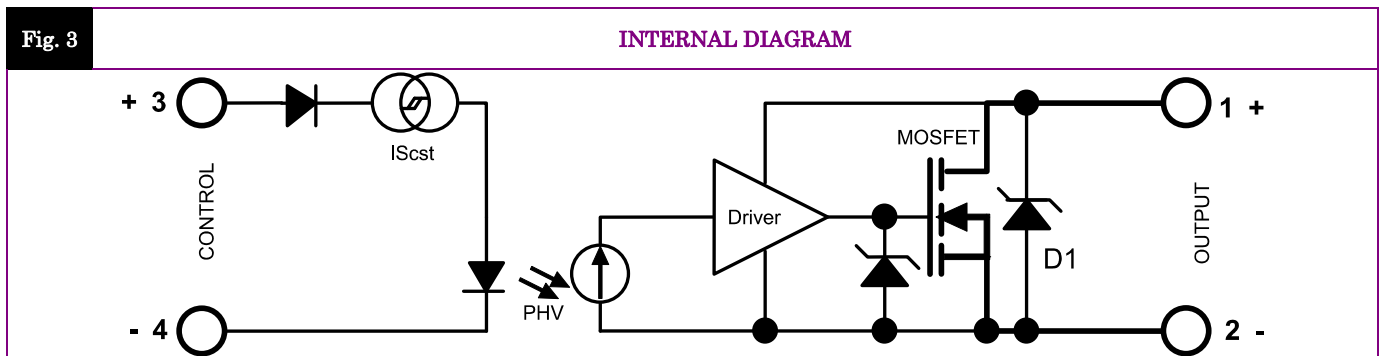 Fig. 3
INTERNAL DIAGRAM
+ 3
IScst
MOSFET
1 +
CONTROL
Driver
OUTPUT
D1
PHV
- 4
2 -